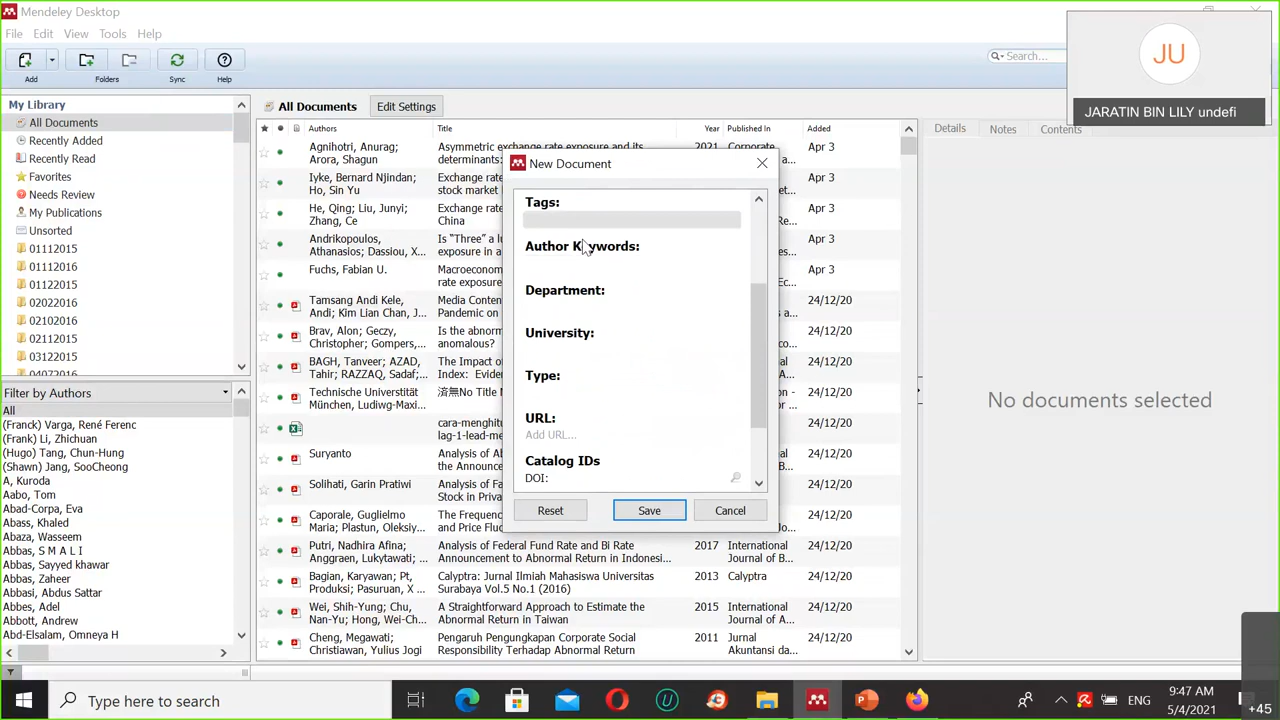 Mendeley Desktop
File Edit View Tools Help
Add Folders Sync Help
Search...
JU
JARATIN BIN LILY undefi
My Library
All Documents
Recently Added
Recently Read
Favorites
Needs Review
My Publications
Unsorted
01112015
01112016
01122015
02022016
02102016
02112015
03122015
04072016
Filter by Authors
All
(Franck) Varga, René Ferenc
(Frank) Li, Zhichuan
(Hugo) Tang, Chun-Hung
(Shawn) Jang, SooCheong
A, Kuroda
Aabo, Tom
Abad-Corpa, Eva
Abass, Khaled
Abaza, Waseem
Abbas, S M A L I
Abbas, Sayyed khawar
Abbas, Zaheer
Abbasi, Abdus Sattar
Abbes, Adel
Abbott, Andrew
Abd-Elsalam, Omneya H
All Documents Edit Settings
Authors Title Year Published In Added
Agnihotri, Anurag; Asymmetric exchange rate exposure and its 2021 Corporate Apr 3
Arora, Shagun determinants:
Iyke, Bernard Njindan; Exchange rate Apr 3
Ho, Sin Yu stock market
He, Qing; Liu, Junyi; Exchange rate Apr 3
Zhang, Ce China
Andrikopoulos, Is “Three” a lu Apr 3
Athanasios; Dassiou, X... exposure in a
Fuchs, Fabian U. Macroeconom Apr 3
rate exposure
Tamsang Andi Kele, Media Content 24/12/20
Andi; Kim Lian Chan, J... Pandemic on
Brav, Alon; Geczy, Is the abnorm 24/12/20
Christopher; Gompers,... anomalous?
BAGH, Tanveer; AZAD, The Impact of 24/12/20
Tahir; RAZZAQ, Sadaf;... Index: Eviden
Technische Universität 済無No Title N 24/12/20
München, Ludwig-Maxi...
cara-menghitu 24/12/20
lag-1-lead-me
Suryanto Analysis of Ab 24/12/20
the Announce
Solihati, Garin Pratiwi Analysis of Fa 24/12/20
Stock in Privat
Caporale, Guglielmo The Frequenc 24/12/20
Maria; Plastun, Oleksiy... and Price Fluc
Putri, Nadhira Afina; Analysis of Federal Fund Rate and Bi Rate 2017 International 24/12/20
Anggraen, Lukytawati; ... Announcement to Abnormal Return in Indonesi... Journal of B...
Bagian, Karyawan; Pt, Calyptra: Jurnal Ilmiah Mahasiswa Universitas 2013 Calyptra 24/12/20
Produksi; Pasuruan, X ... Surabaya Vol.5 No.1 (2016)
Wei, Shih-Yung; Chu, A Straightforward Approach to Estimate the 2015 International 24/12/20
Nan-Yu; Hong, Wei-Ch... Abnormal Return in Taiwan Journal of A...
Cheng, Megawati; Pengaruh Pengungkapan Corporate Social 2011 Jurnal 24/12/20
Christiawan, Yulius Jogi Responsibility Terhadap Abnormal Return Akuntansi da...
New Document
Tags:
Author Keywords:
Department:
University:
Type:
URL:
Add URL...
Catalog IDs
DOI:
Reset Save Cancel
Details Notes Contents
No documents selected
Type here to search
ENG
9:47 AM
5/4/2021
+45